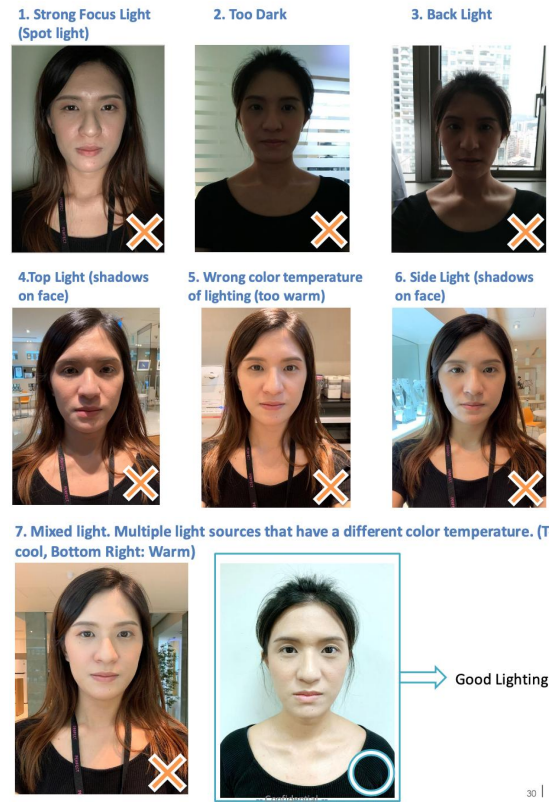 1. Strong Focus Light
(Spot light)
2. Too Dark
3. Back Light
4.Top Light (shadows
on face)
5. Wrong color temperature
of lighting (too warm)
6. Side Light (shadows
on face)
7. Mixed light. Multiple light sources that have a different color temperature. (T
cool, Bottom Right: Warm)
Good Lighting
— Confidential —
30